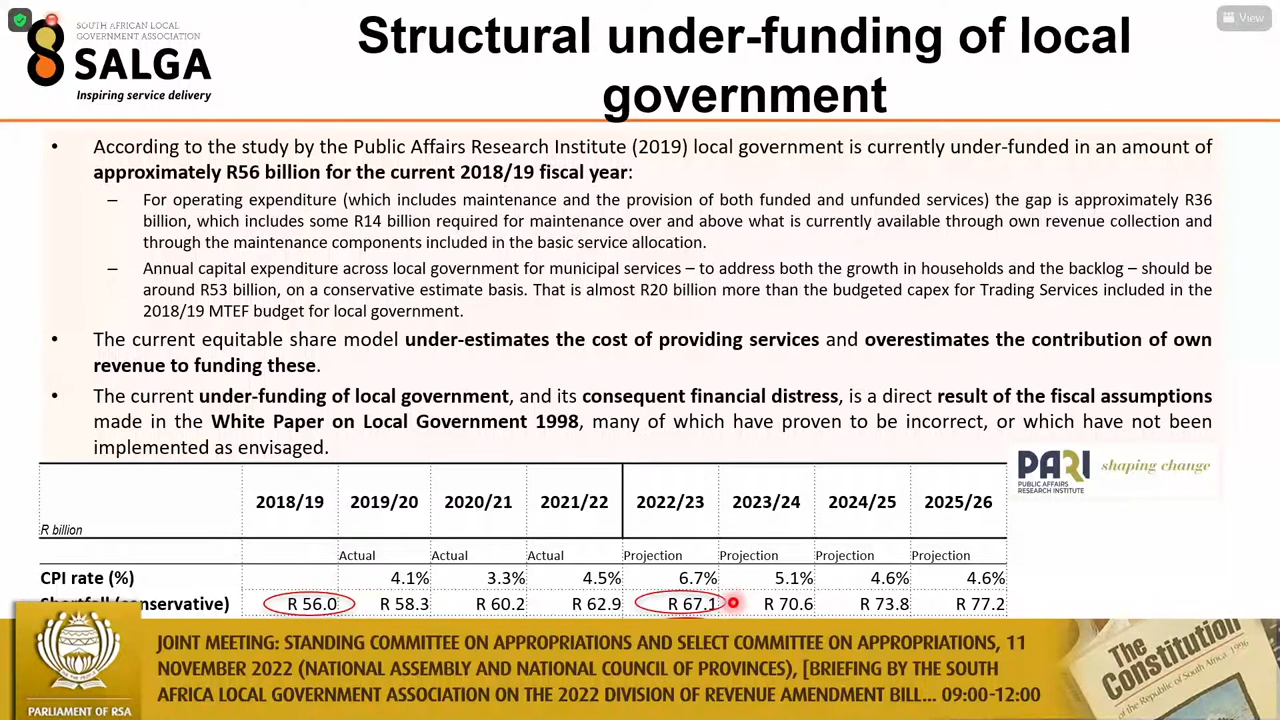 View
SOUTH AFRICAN LOCAL
GOVERNMENT ASSOCIATION
SALGA
Inspiring service delivery
Structural under-funding of local
government
• According to the study by the Public Affairs Research Institute (2019) local government is currently under-funded in an amount of
approximately R56 billion for the current 2018/19 fiscal year:
– For operating expenditure (which includes maintenance and the provision of both funded and unfunded services) the gap is approximately R36
billion, which includes some R14 billion required for maintenance over and above what is currently available through own revenue collection and
through the maintenance components included in the basic service allocation.
– Annual capital expenditure across local government for municipal services – to address both the growth in households and the backlog – should be
around R53 billion, on a conservative estimate basis. That is almost R20 billion more than the budgeted capex for Trading Services included in the
2018/19 MTEF budget for local government.
• The current equitable share model under-estimates the cost of providing services and overestimates the contribution of own
revenue to funding these.
• The current under-funding of local government, and its consequent financial distress, is a direct result of the fiscal assumptions
made in the White Paper on Local Government 1998, many of which have proven to be incorrect, or which have not been
implemented as envisaged.
PARI shaping change
PUBLIC AFFAIRS
RESEARCH INSTITUTE
R billion 2018/19 2019/20 2020/21 2021/22 2022/23 2023/24 2024/25 2025/26
Actual Actual Actual Projection Projection Projection Projection
CPI rate (%) 4.1% 3.3% 4.5% 6.7% 5.1% 4.6% 4.6%
(conservative) R 56.0 R 58.3 R 60.2 R 62.9 R 67.1 R 70.6 R 73.8 R 77.2
JOINT MEETING: STANDING COMMITTEE ON APPROPRIATIONS AND SELECT COMMITTEE ON APPROPRIATIONS, 11
NOVEMBER 2022 (NATIONAL ASSEMBLY AND NATIONAL COUNCIL OF PROVINCES), [BRIEFING BY THE SOUTH
AFRICA LOCAL GOVERNMENT ASSOCIATION ON THE 2022 DIVISION OF REVENUE AMENDMENT BILL... 09:00-12:00
PARLIAMENT OF RSA
The
Constitution
of the Republic of South Africa, 1996